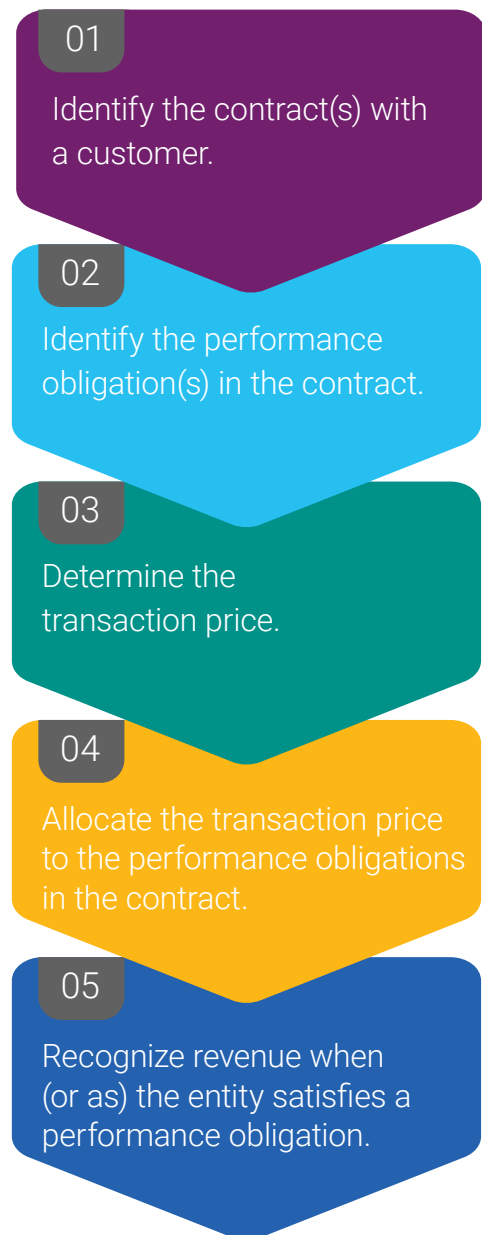 01
Identify the contract(s) with
a customer.
02
Identify the performance
obligation(s) in the contract.
03
Determine the
transaction price.
04
Allocate the transaction price
to the performance obligations
in the contract.
05
Recognize revenue when
(or as) the entity satisfies a
performance obligation.